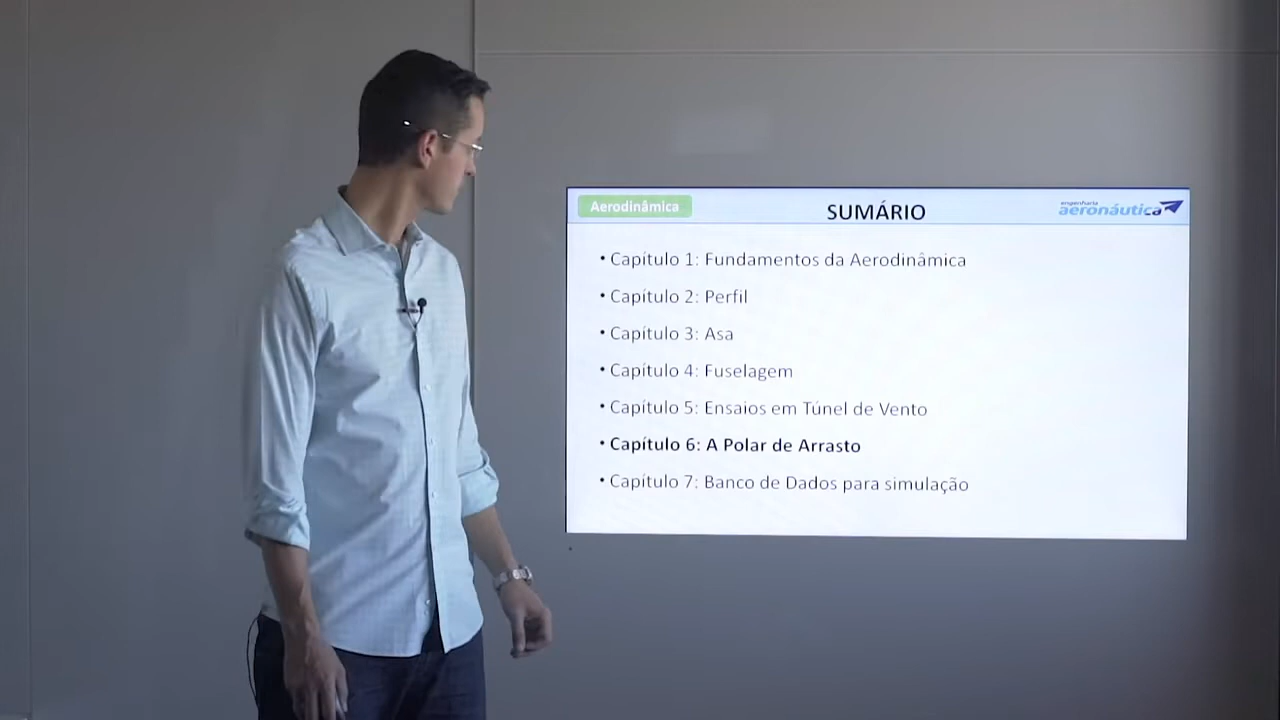 Aerodinâmica
SUMÁRIO
engenharia
aeronáutica
• Capítulo 1: Fundamentos da Aerodinâmica
• Capítulo 2: Perfil
• Capítulo 3: Asa
• Capítulo 4: Fuselagem
• Capítulo 5: Ensaios em Túnel de Vento
• Capítulo 6: A Polar de Arrasto
• Capítulo 7: Banco de Dados para simulação